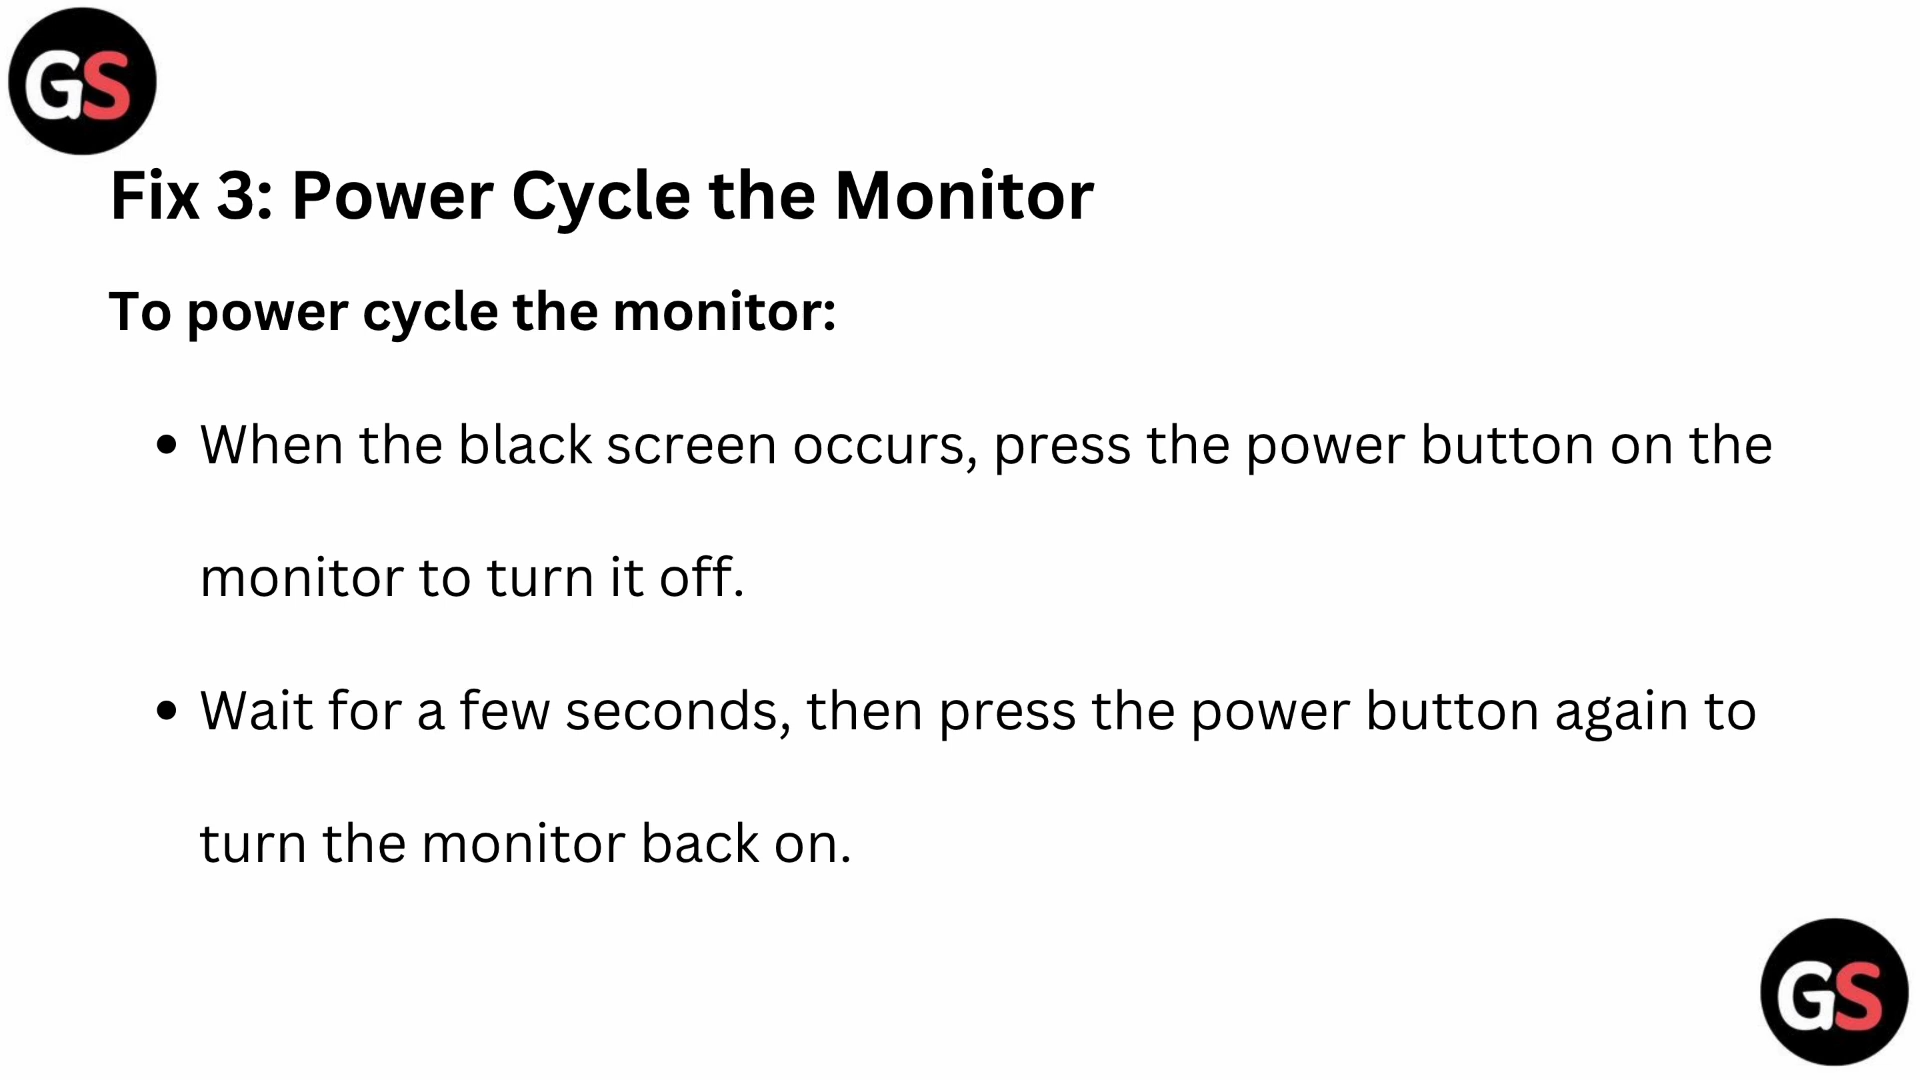 GS
Fix 3: Power Cycle the Monitor
To power cycle the monitor:
• When the black screen occurs, press the power button on the
monitor to turn it off.
• Wait for a few seconds, then press the power button again to
turn the monitor back on.
GS